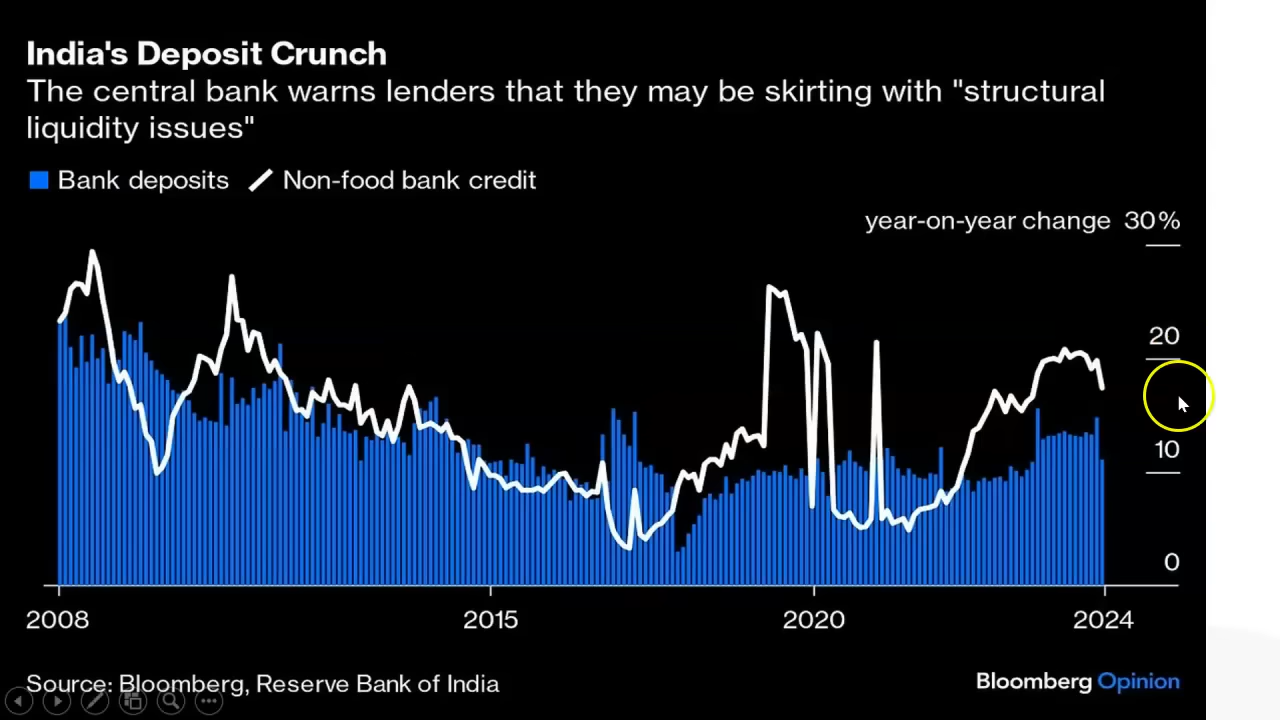 India's Deposit Crunch
The central bank warns lenders that they may be skirting with "structural
liquidity issues"
Bank deposits Non-food bank credit
year-on-year change 30%
20
10
0
2008 2015 2020 2024
Source: Bloomberg, Reserve Bank of India
Bloomberg Opinion